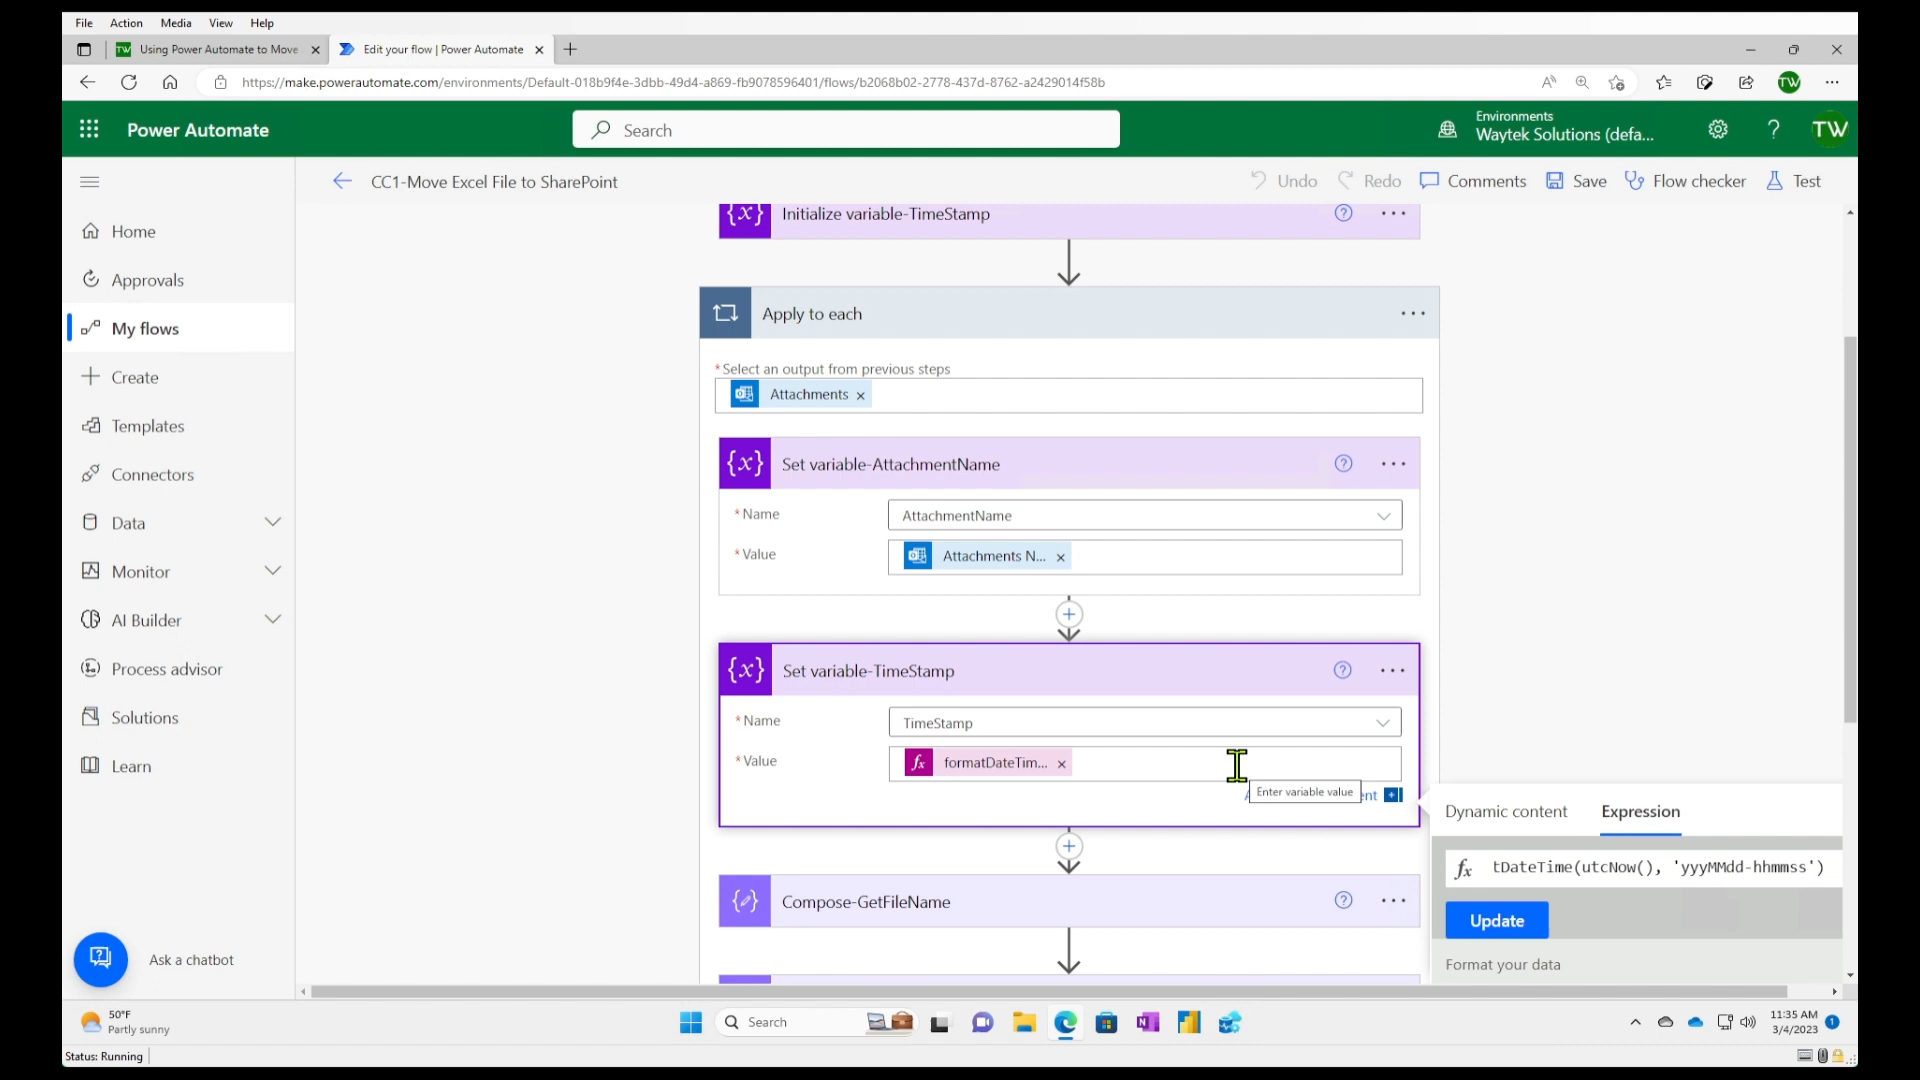 File Action Media View Help
Using Power Automate to Move
Edit your flow | Power Automate
https://make.powerautomate.com/environments/Default-018b9f4e-3dbb-49d4-a869-fb9078596401/flows/b2068b02-2778-437d-8762-a2429014f58b
TW
Power Automate
Search
Environments
Waytek Solutions (defa...
TW
CC1-Move Excel File to SharePoint
Undo Redo Comments Save Flow checker Test
Home
Approvals
My flows
Create
Templates
Connectors
Data
Monitor
AI Builder
Process advisor
Solutions
Learn
Ask a chatbot
{x} Initialize variable-TimeStamp
Apply to each
* Select an output from previous steps
Attachments ×
{x} Set variable-AttachmentName
* Name AttachmentName
* Value Attachments N... ×
{x} Set variable-TimeStamp
* Name TimeStamp
* Value fx formatDateTim... ×
Enter variable value
nt
Compose-GetFileName
Dynamic content Expression
fx tDateTime(utcNow(), 'yyyMMdd-hhmmss')
Update
Format your data
50°F
Partly sunny
Search
11:35 AM
3/4/2023
1
Status: Running